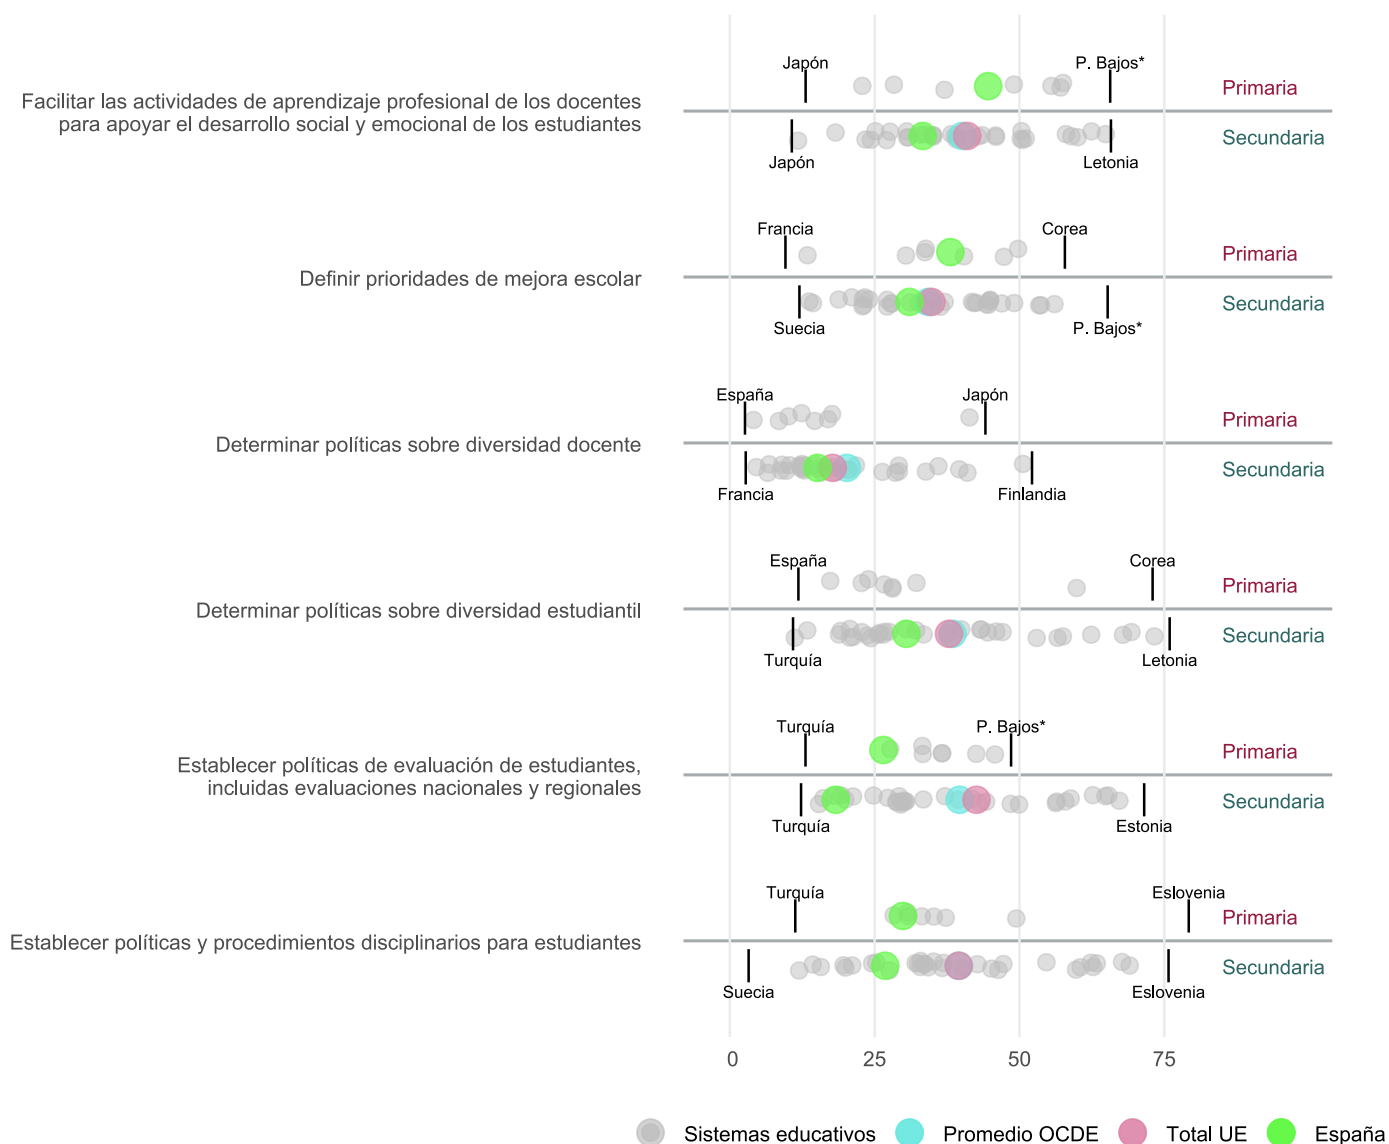 Japón
P. Bajos*
Primaria
Facilitar las actividades de aprendizaje profesional de los docentes
para apoyar el desarrollo social y emocional de los estudiantes
Secundaria
Japón
Letonia
Francia
Corea
Primaria
Definir prioridades de mejora escolar
Secundaria
Suecia
P. Bajos*
España
Japón
Primaria
Determinar políticas sobre diversidad docente
Secundaria
Francia
Finlandia
España
Corea
Primaria
Determinar políticas sobre diversidad estudiantil
Secundaria
Turquía
Letonia
Turquía
P. Bajos*
Primaria
Establecer políticas de evaluación de estudiantes,
incluidas evaluaciones nacionales y regionales
Secundaria
Turquía
Estonia
Turquía
Eslovenia
Primaria
Establecer políticas y procedimientos disciplinarios para estudiantes
Secundaria
Suecia
Eslovenia
0 25 50 75
Sistemas educativos Promedio OCDE Total UE España